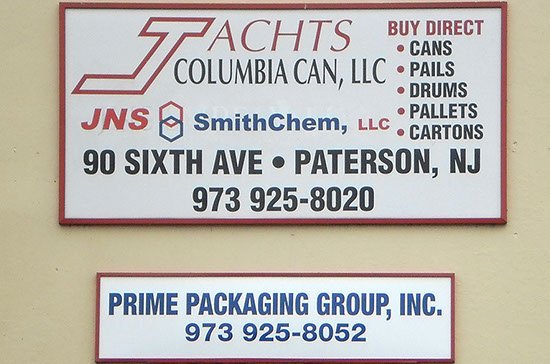 JACHTS
COLUMBIA CAN, LLC
JNS SmithChem, LLC
BUY DIRECT
• CANS
• PAILS
• DRUMS
• PALLETS
• CARTONS
90 SIXTH AVE • PATERSON, NJ
973 925-8020
PRIME PACKAGING GROUP, INC.
973 925-8052